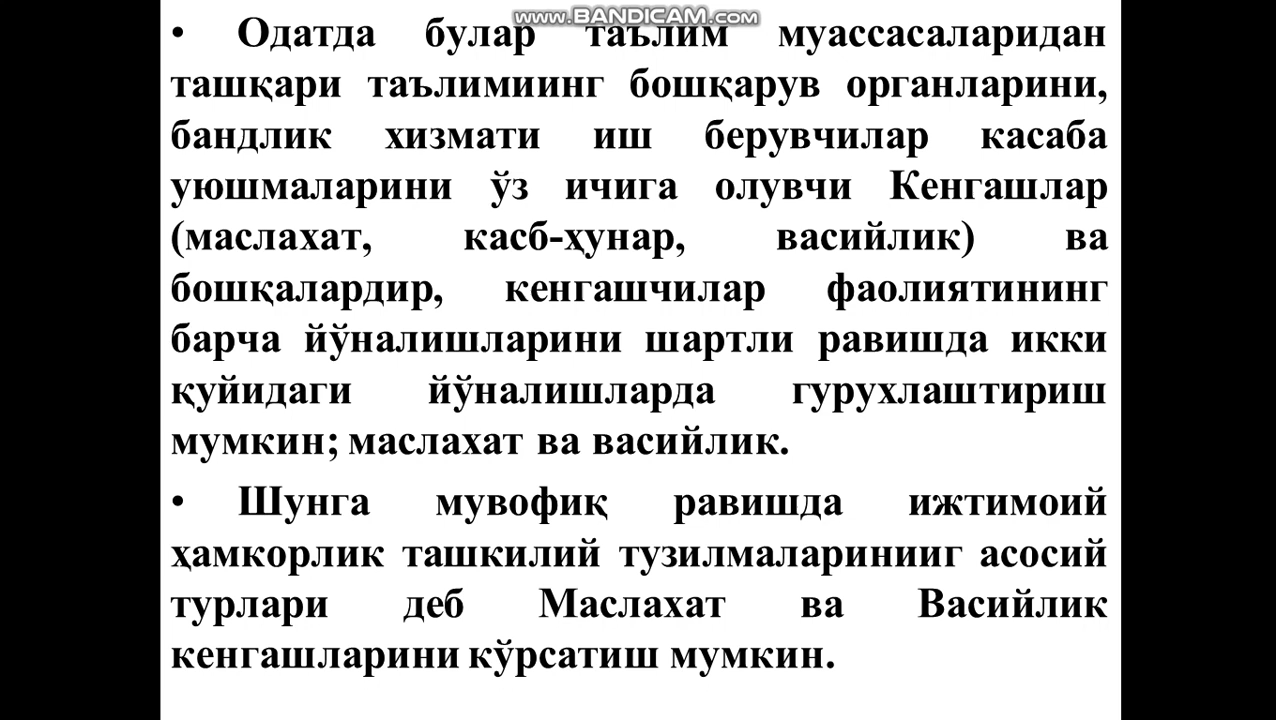 www.BANDICAM.com
• Одатда булар таълим муассасаларидан
ташқари таълимиинг бошқарув органларини,
бандлик хизмати иш берувчилар касаба
уюшмаларини ўз ичига олувчи Кенгашлар
(маслахат, касб-ҳунар, васийлик) ва
бошқалардир, кенгашчилар фаолиятининг
барча йўналишларини шартли равишда икки
қуйидаги йўналишларда гурухлаштириш
мумкин; маслахат ва васийлик.
• Шунга мувофиқ равишда ижтимоий
ҳамкорлик ташкилий тузилмаларинииг асосий
турлари деб Маслахат ва Васийлик
кенгашларини кўрсатиш мумкин.